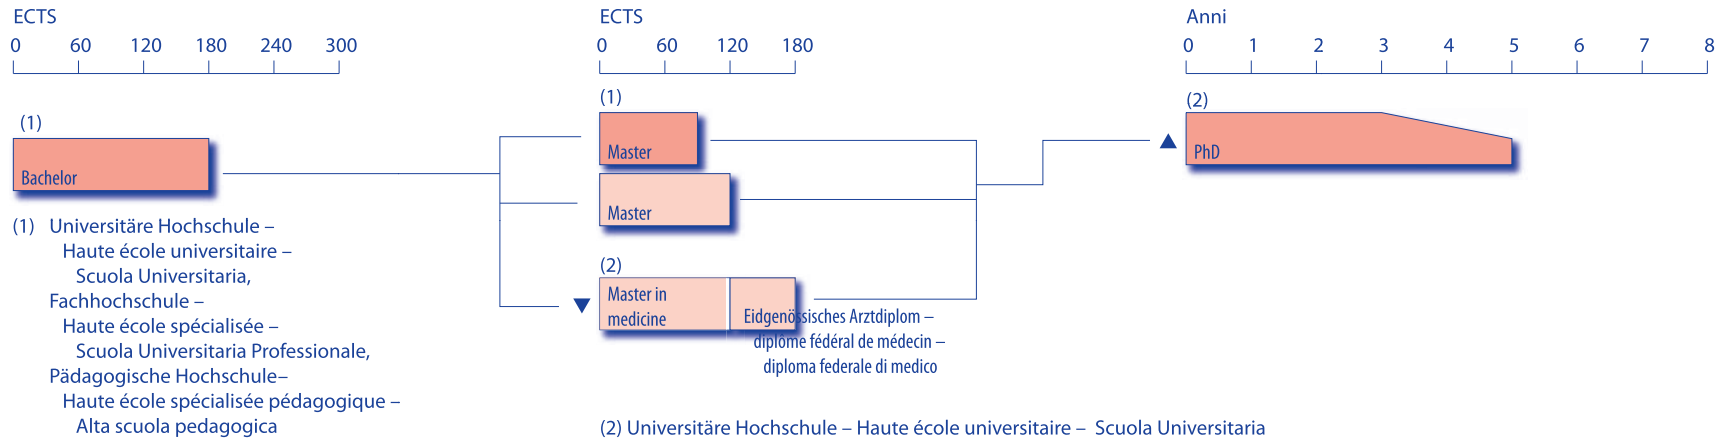 ECTS
0 60 120 180 240 300
(1)
Bachelor
(1) Universitäre Hochschule –
Haute école universitaire –
Scuola Universitaria,
Fachhochschule –
Haute école spécialisée –
Scuola Universitaria Professionale,
Pädagogische Hochschule–
Haute école spécialisée pédagogique –
Alta scuola pedagogica
ECTS
0 60 120 180
(1)
Master
Master
(2)
Master in
medicine
Eidgenössisches Arztdiplom –
diplôme fédéral de médecin –
diploma federale di medico
(2) Universitäre Hochschule – Haute école universitaire – Scuola Universitaria
Anni
0 1 2 3 4 5 6 7 8
(2)
PhD